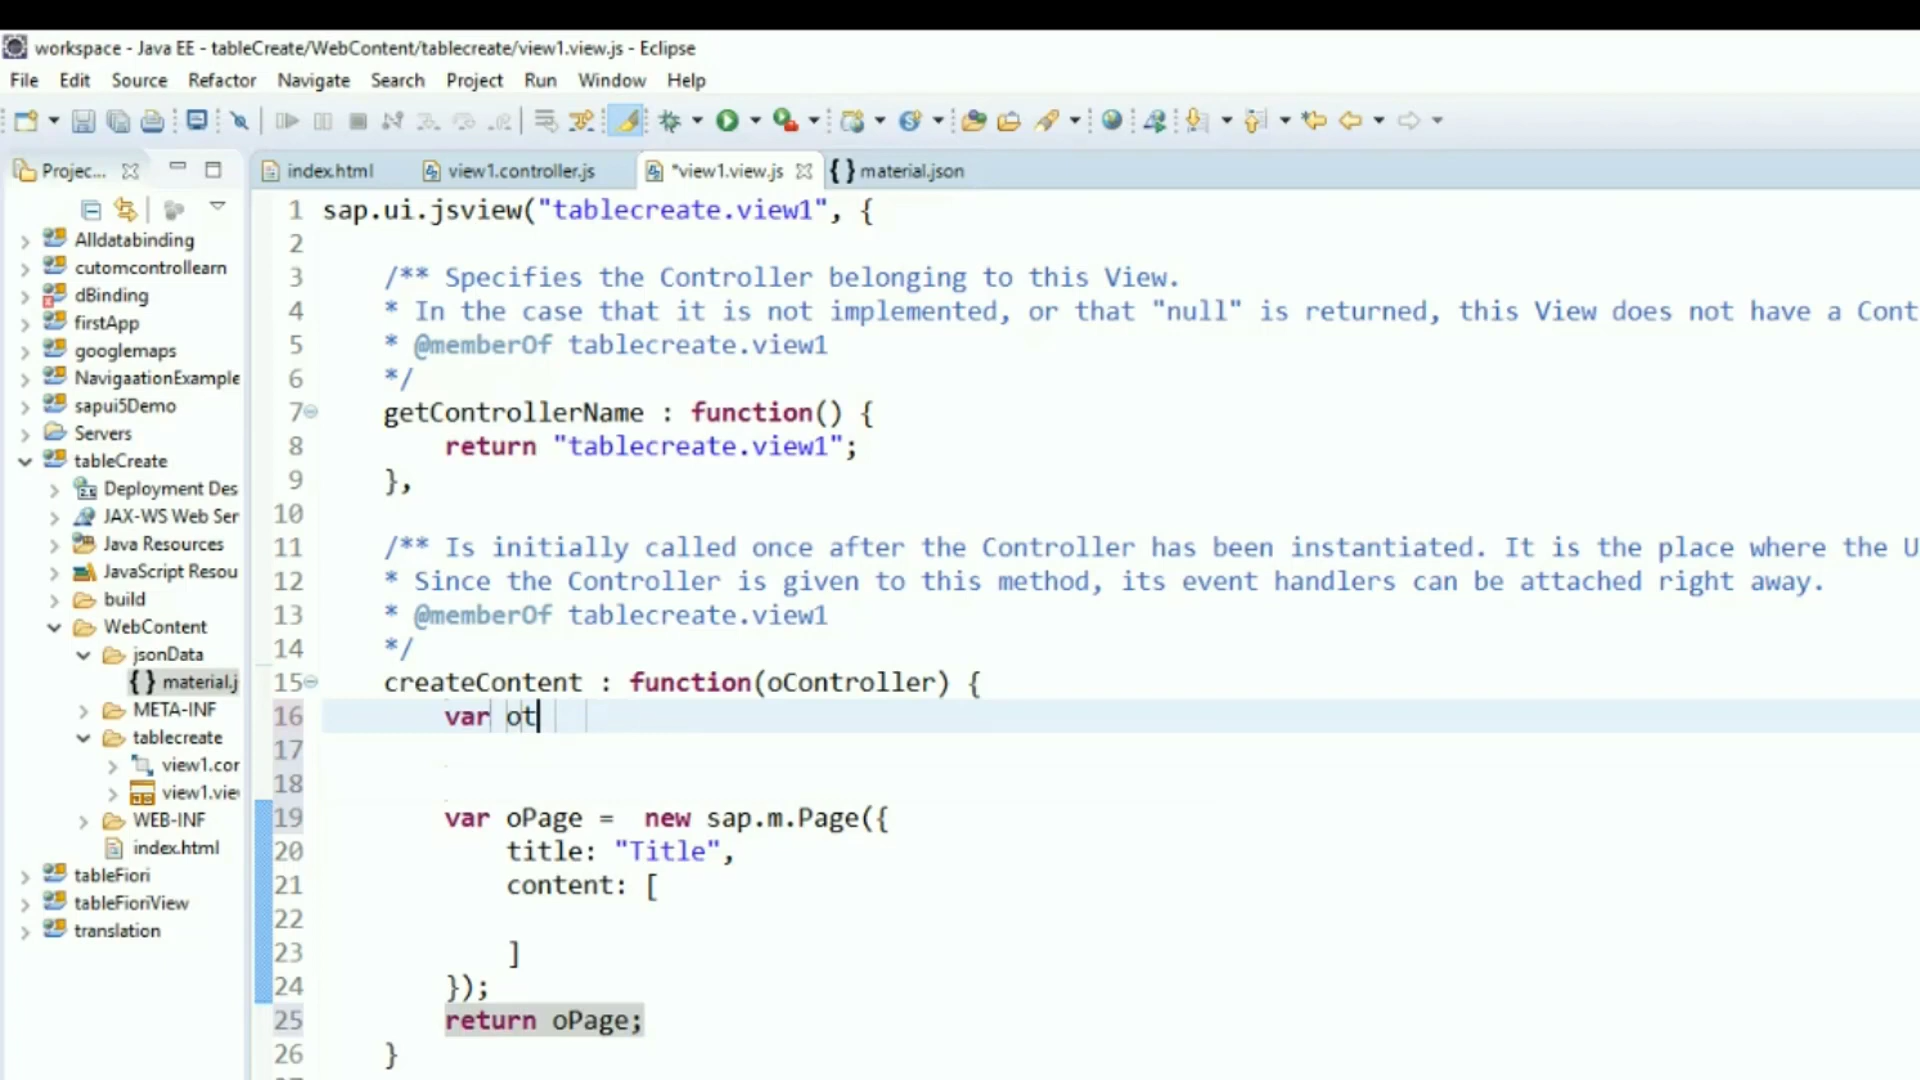 workspace - Java EE - tableCreate/WebContent/tablecreate/view1.view.js - Eclipse
File Edit Source Refactor Navigate Search Project Run Window Help
Projec...
index.html
view1.controller.js
*view1.view.js
{ } material.json
Alldatabinding
cutomcontrollearn
dBinding
firstApp
googlemaps
NavigaationExample
sapui5Demo
Servers
tableCreate
Deployment Des
JAX-WS Web Ser
Java Resources
JavaScript Resou
build
WebContent
jsonData
{ } material.j
META-INF
tablecreate
view1.cor
view1.vie
WEB-INF
index.html
tableFiori
tableFioriView
translation
1 sap.ui.jsview("tablecreate.view1", {
2
3 /** Specifies the Controller belonging to this View.
4 * In the case that it is not implemented, or that "null" is returned, this View does not have a Cont
5 * @memberOf tablecreate.view1
6 */
7 getControllerName : function() {
8 return "tablecreate.view1";
9 },
10
11 /** Is initially called once after the Controller has been instantiated. It is the place where the U
12 * Since the Controller is given to this method, its event handlers can be attached right away.
13 * @memberOf tablecreate.view1
14 */
15 createContent : function(oController) {
16 var ot
17
18
19 var oPage = new sap.m.Page({
20 title: "Title",
21 content: [
22
23 ]
24 });
25 return oPage;
26 }